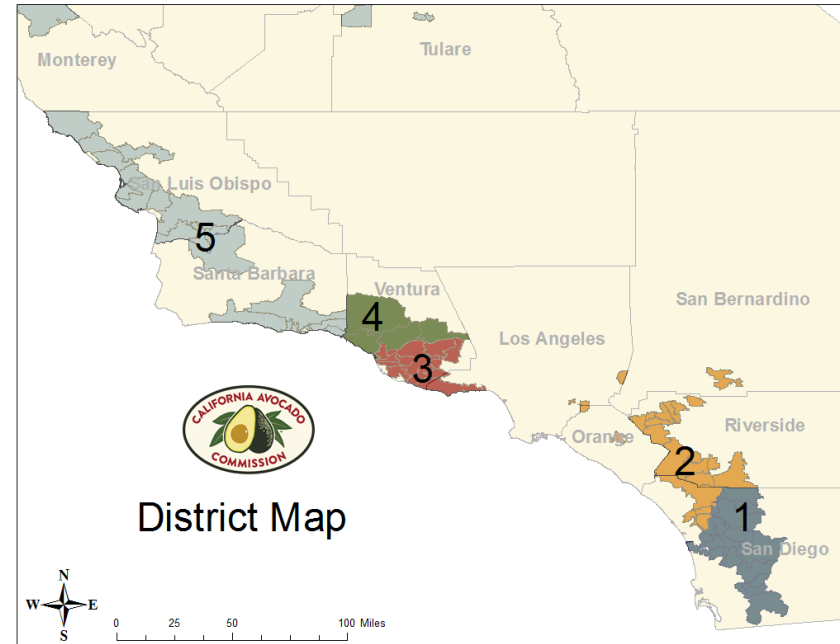 Monterey
Tulare
San Luis Obispo
5
Santa Barbara
Ventura
4
San Bernardino
Los Angeles
3
CALIFORNIA AVOCADO
COMMISSION
Orange
Riverside
2
District Map
1
San Diego
N
W E
S
0 25 50 100 Miles